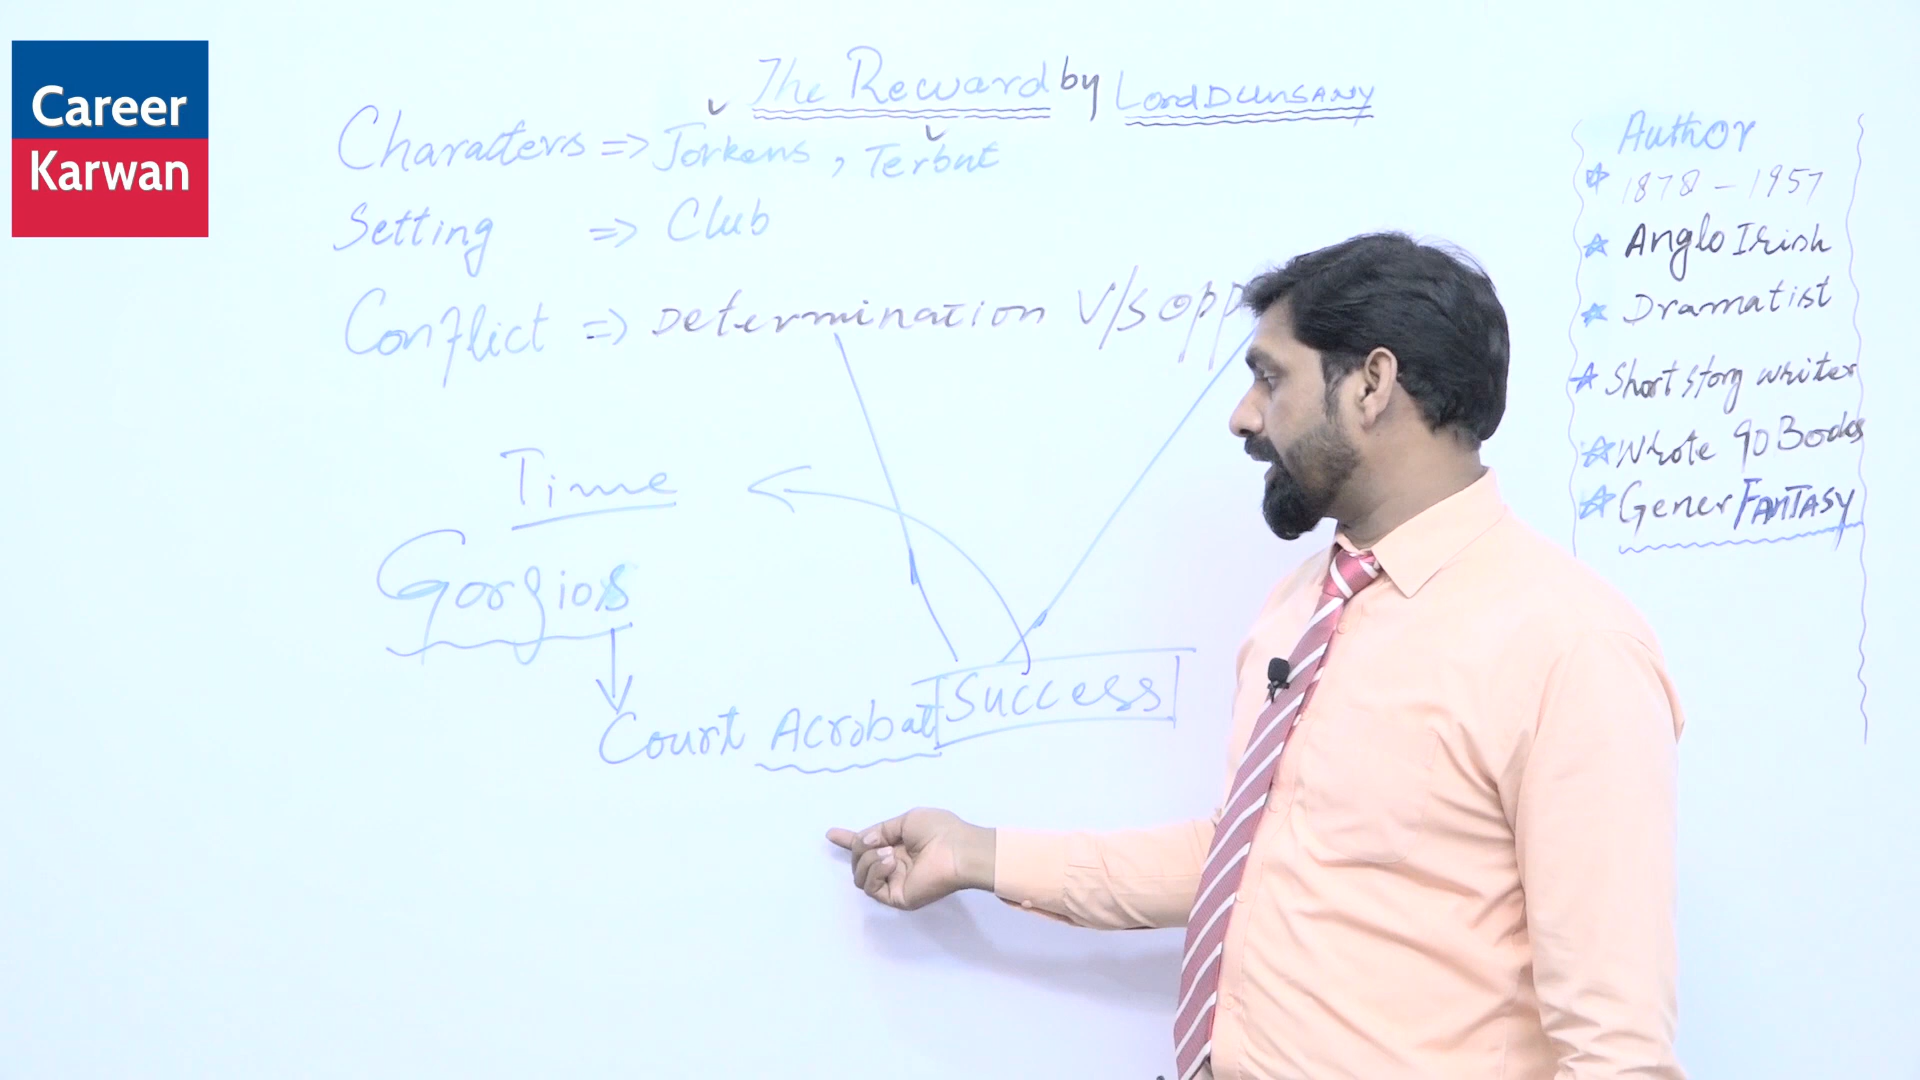 Career
Karwan
The Reward by Lord DUNSANY
Characters => Jorkens, Terbut
Setting => Club
Conflict => Determination V/S opp
Time
Gorgios
Court Acrobat
Success
Author
1878 - 1957
Anglo Irish
Dramatist
Short story writer
Wrote 90 Books
Gener FANTASY